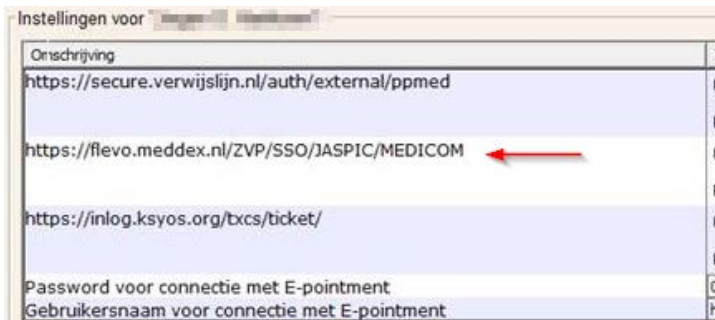 Instellingen voor
Omschrijving
https://secure.verwijslijn.nl/auth/external/ppmed
https://flevo.meddex.nl/ZVP/SSO/JASPIC/MEDICOM
https://inlog.ksyos.org/txcs/ticket/
Password voor connectie met E-pointment
Gebruikersnaam voor connectie met E-pointment